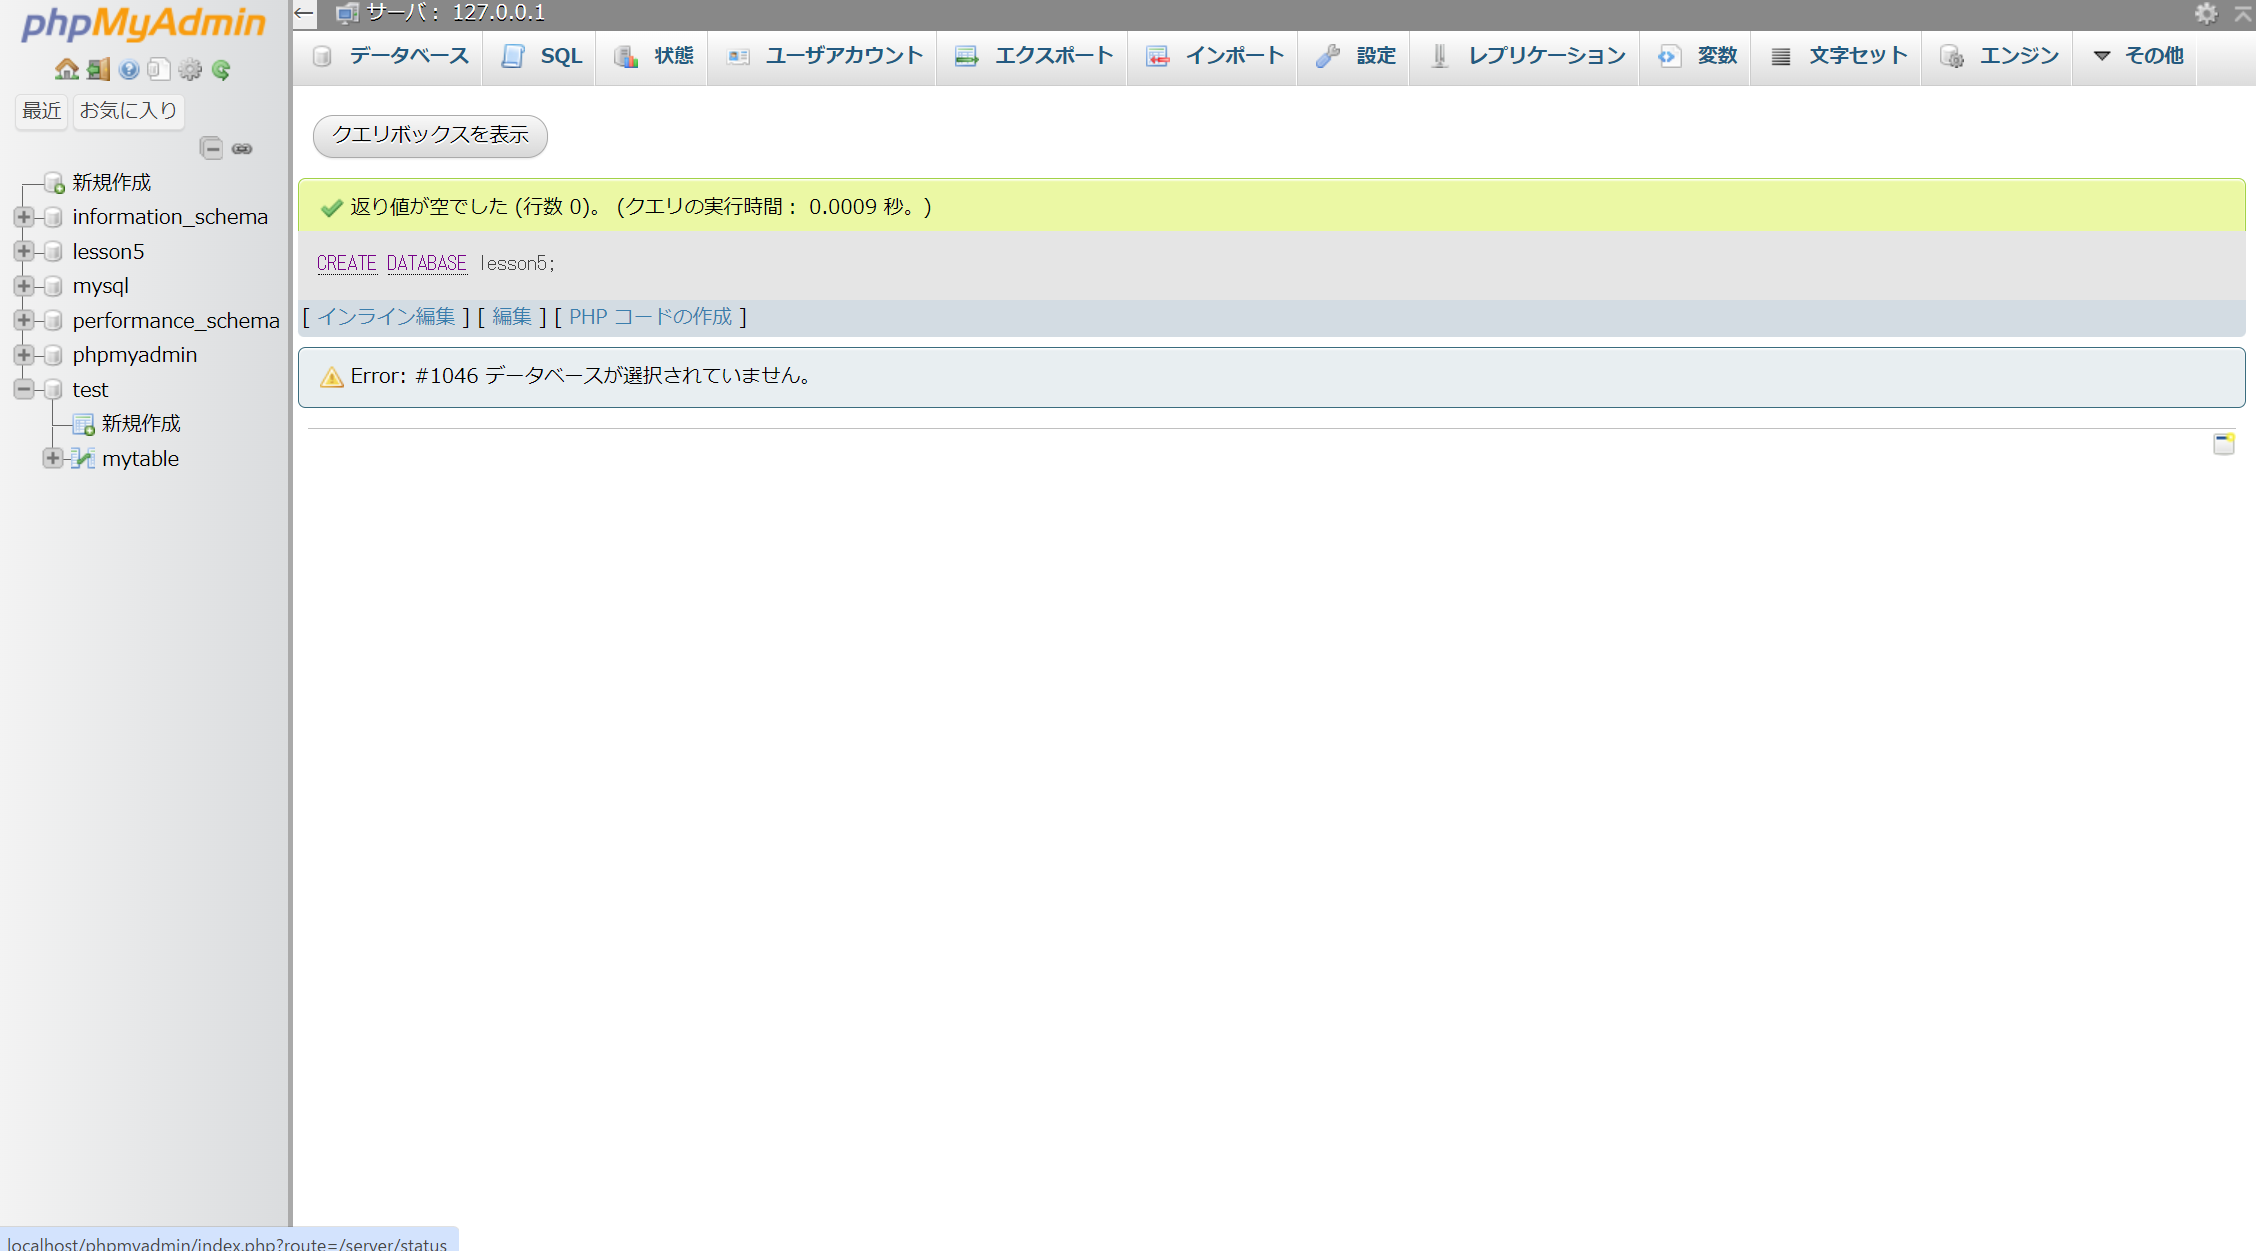 phpMyAdmin
最近 お気に入り
新規作成
information_schema
lesson5
mysql
performance_schema
phpmyadmin
test
新規作成
mytable
サーバ： 127.0.0.1
データベース SQL 状態 ユーザアカウント エクスポート インポート 設定 レプリケーション 変数 文字セット エンジン その他
クエリボックスを表示
返り値が空でした (行数 0)。 (クエリの実行時間： 0.0009 秒。)
CREATE DATABASE lesson5;
[ インライン編集 ] [ 編集 ] [ PHP コードの作成 ]
Error: #1046 データベースが選択されていません。
localhost/phpmyadmin/index.php?route=/server/status